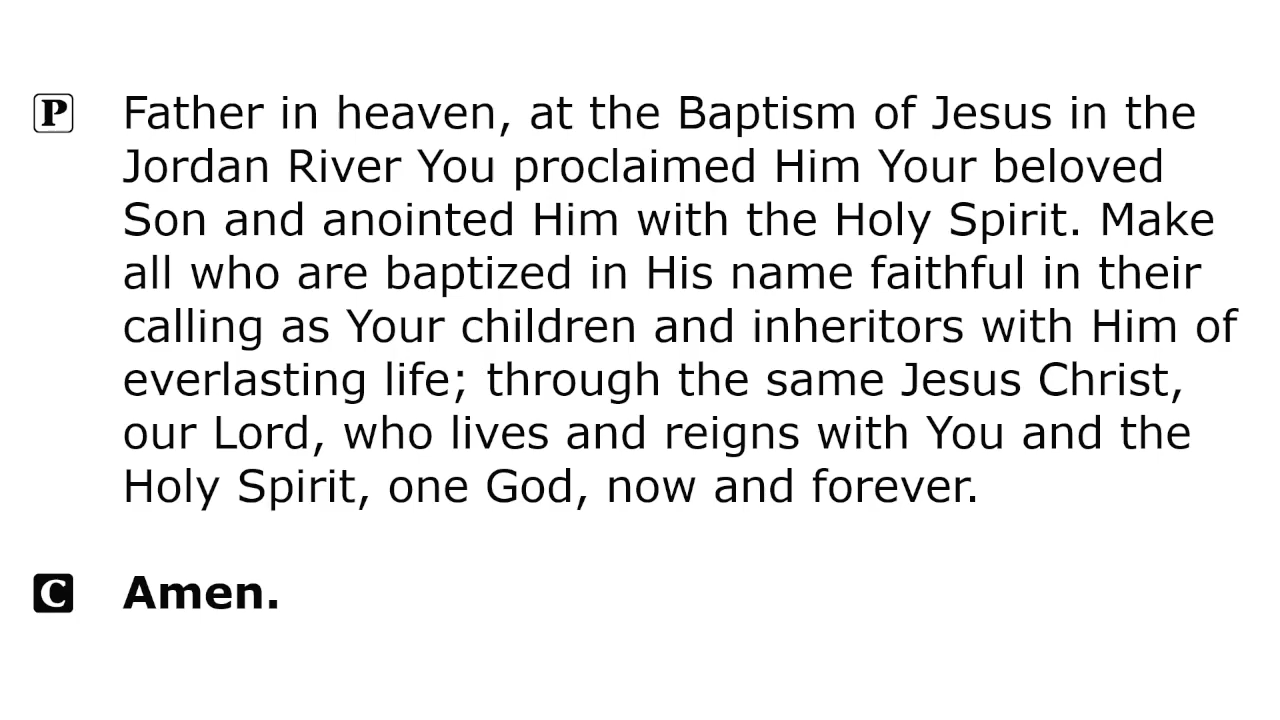 P Father in heaven, at the Baptism of Jesus in the
Jordan River You proclaimed Him Your beloved
Son and anointed Him with the Holy Spirit. Make
all who are baptized in His name faithful in their
calling as Your children and inheritors with Him of
everlasting life; through the same Jesus Christ,
our Lord, who lives and reigns with You and the
Holy Spirit, one God, now and forever.
C Amen.